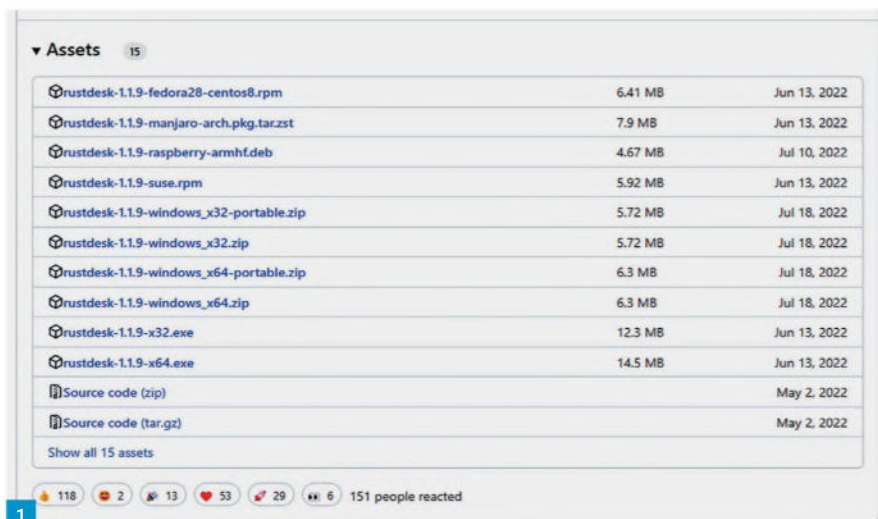 Assets 15
rustdesk-1.1.9-fedora28-centos8.rpm 6.41 MB Jun 13, 2022
rustdesk-1.1.9-manjaro-arch.pkg.tar.zst 7.9 MB Jun 13, 2022
rustdesk-1.1.9-raspberry-armhf.deb 4.67 MB Jul 10, 2022
rustdesk-1.1.9-suse.rpm 5.92 MB Jun 13, 2022
rustdesk-1.1.9-windows_x32-portable.zip 5.72 MB Jul 18, 2022
rustdesk-1.1.9-windows_x32.zip 5.72 MB Jul 18, 2022
rustdesk-1.1.9-windows_x64-portable.zip 6.3 MB Jul 18, 2022
rustdesk-1.1.9-windows_x64.zip 6.3 MB Jul 18, 2022
rustdesk-1.1.9-x32.exe 12.3 MB Jun 13, 2022
rustdesk-1.1.9-x64.exe 14.5 MB Jun 13, 2022
Source code (zip) May 2, 2022
Source code (tar.gz) May 2, 2022
Show all 15 assets
118 2 13 53 29 6 151 people reacted
1